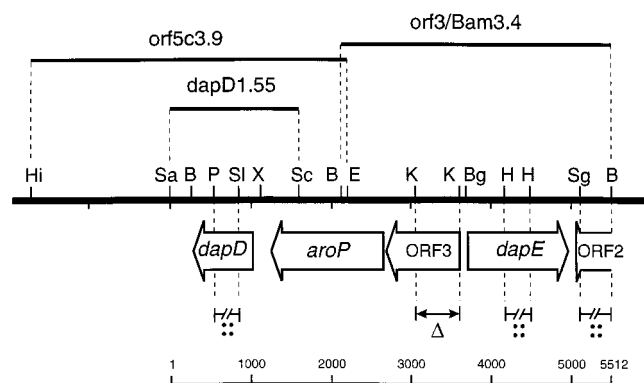 orf3/Bam3.4
orf5c3.9
dapD1.55
Hi Sa B P Sl X Sc B E K K Bg H H Sg B
dapD aroP ORF3 dapE ORF2
Δ
1 1000 2000 3000 4000 5000 5512